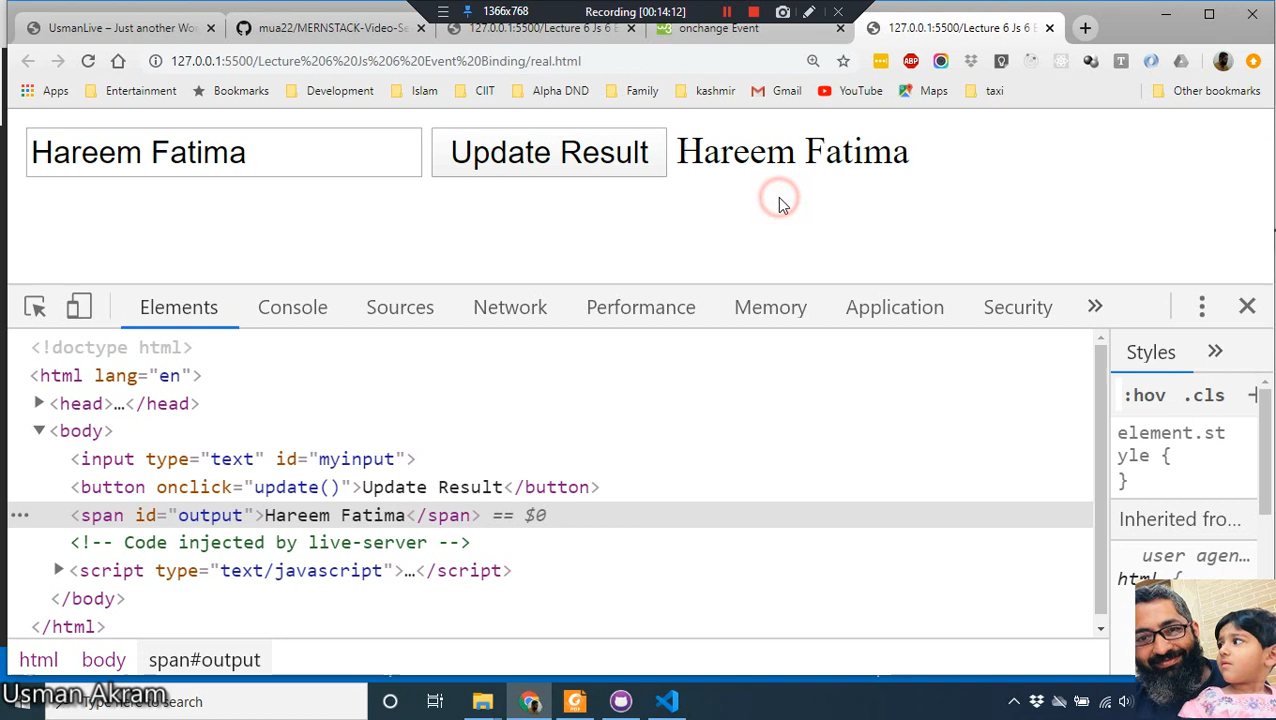 1366x768
Recording [00:14:12]
UsmanLive – Just another Wor
mua22/MERNSTACK-Video-Se
127.0.0.1:5500/Lecture 6 Js 6 E
onchange Event
127.0.0.1:5500/Lecture 6 Js 6 E
127.0.0.1:5500/Lecture%206%20Js%206%20Event%20Binding/real.html
ABP
T
Apps
Entertainment
Bookmarks
Development
Islam
CIIT
Alpha DND
Family
kashmir
Gmail
YouTube
Maps
taxi
Other bookmarks
Hareem Fatima
Update Result
Hareem Fatima
Elements
Console
Sources
Network
Performance
Memory
Application
Security
<!doctype html>
<html lang="en">
<head>…</head>
<body>
<input type="text" id="myinput">
<button onclick="update()">Update Result</button>
<span id="output">Hareem Fatima</span> == $0
<!-- Code injected by live-server -->
<script type="text/javascript">…</script>
</body>
</html>
Styles
:hov .cls
element.st
yle {
}
Inherited fro...
user agen...
html {
html
body
span#output
Usman Akram
Type here to search